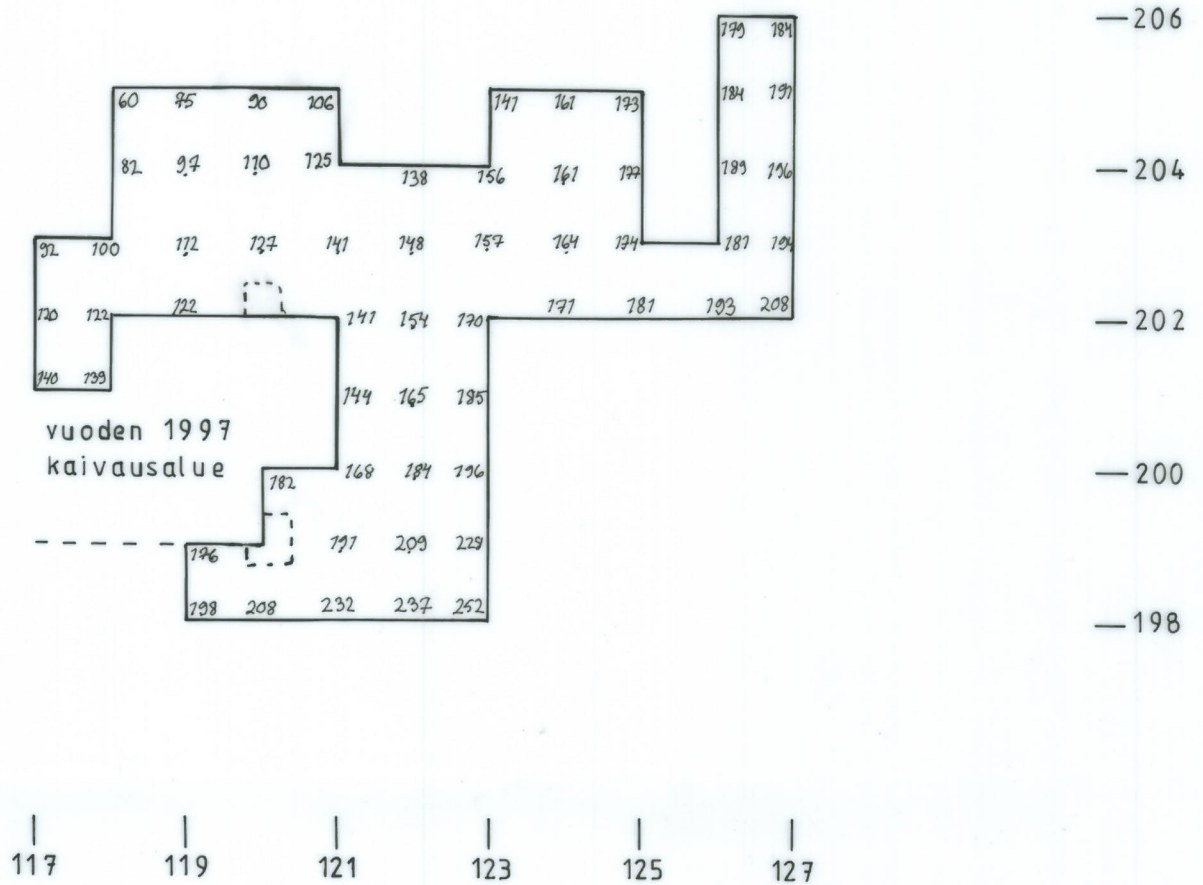 179 184 —206
60 75 90 106 141 161 173 184 191
82 97 110 125 138 156 161 177 189 196 —204
92 100 112 127 141 148 157 164 174 181 194
120 122 122 141 154 170 171 181 193 208 —202
140 139 144 165 185
vuoden 1997
kaivausalue 182 168 184 196 —200
176 191 209 229
198 208 232 237 252 —198
117 119 121 123 125 127